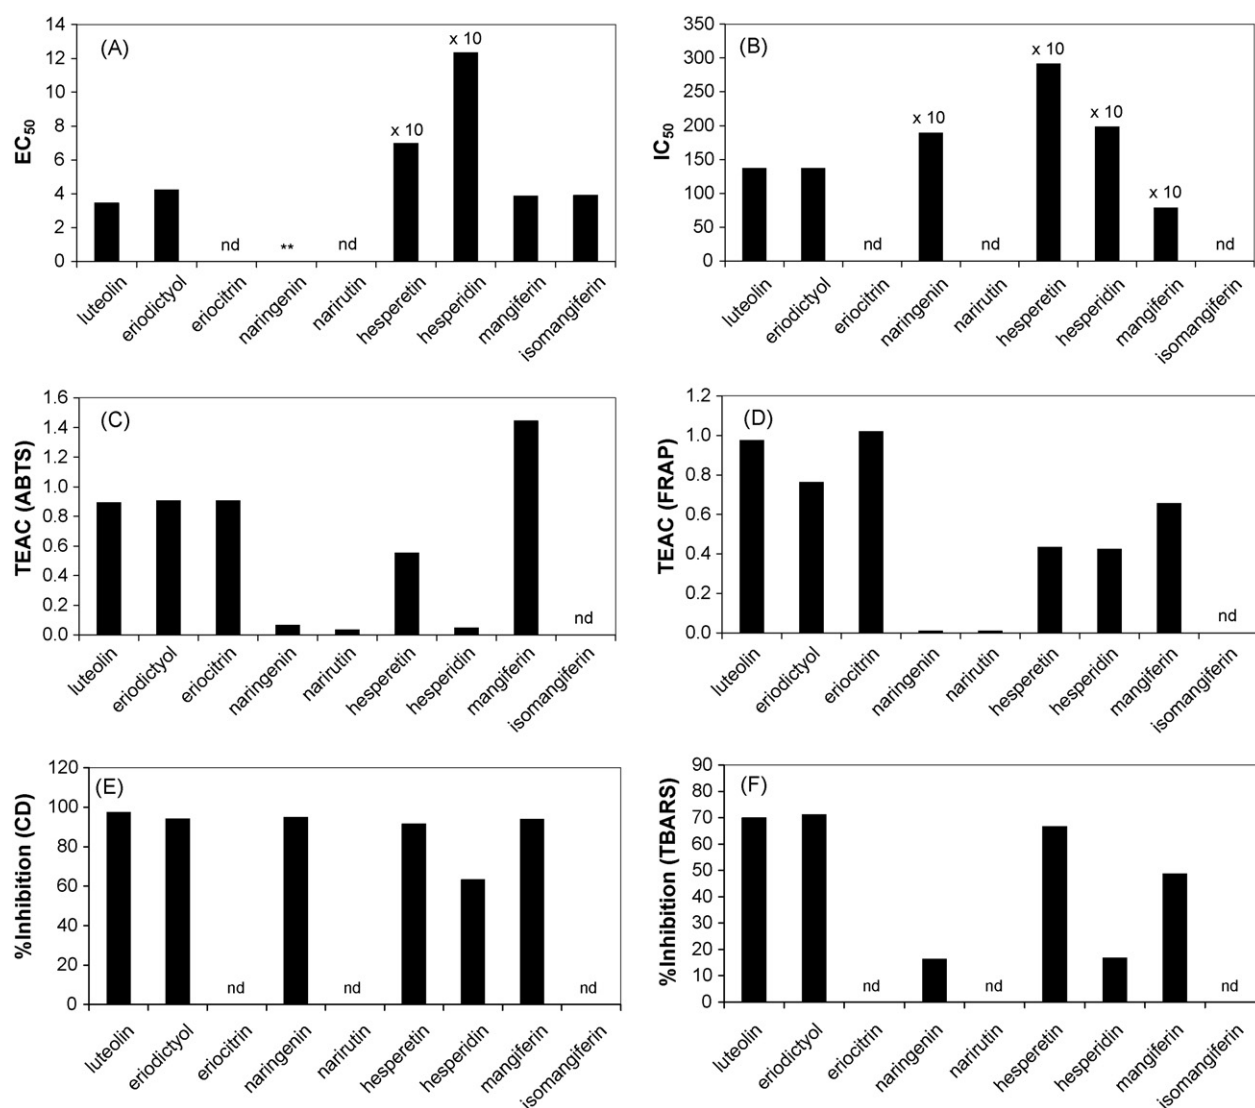 (A)
EC50
14
12
10
8
6
4
2
0
x 10
x 10
nd
**
nd
luteolin
eriodictyol
eriocitrin
naringenin
narirutin
hesperetin
hesperidin
mangiferin
isomangiferin
(B)
IC50
350
300
250
200
150
100
50
0
x 10
x 10
x 10
x 10
nd
nd
nd
luteolin
eriodictyol
eriocitrin
naringenin
narirutin
hesperetin
hesperidin
mangiferin
isomangiferin
(C)
TEAC (ABTS)
1.6
1.4
1.2
1.0
0.8
0.6
0.4
0.2
0.0
nd
luteolin
eriodictyol
eriocitrin
naringenin
narirutin
hesperetin
hesperidin
mangiferin
isomangiferin
(D)
TEAC (FRAP)
1.2
1.0
0.8
0.6
0.4
0.2
0.0
nd
luteolin
eriodictyol
eriocitrin
naringenin
narirutin
hesperetin
hesperidin
mangiferin
isomangiferin
(E)
%Inhibition (CD)
120
100
80
60
40
20
0
nd
nd
nd
luteolin
eriodictyol
eriocitrin
naringenin
narirutin
hesperetin
hesperidin
mangiferin
isomangiferin
(F)
%Inhibition (TBARS)
90
80
70
60
50
40
30
20
10
0
nd
nd
nd
luteolin
eriodictyol
eriocitrin
naringenin
narirutin
hesperetin
hesperidin
mangiferin
isomangiferin